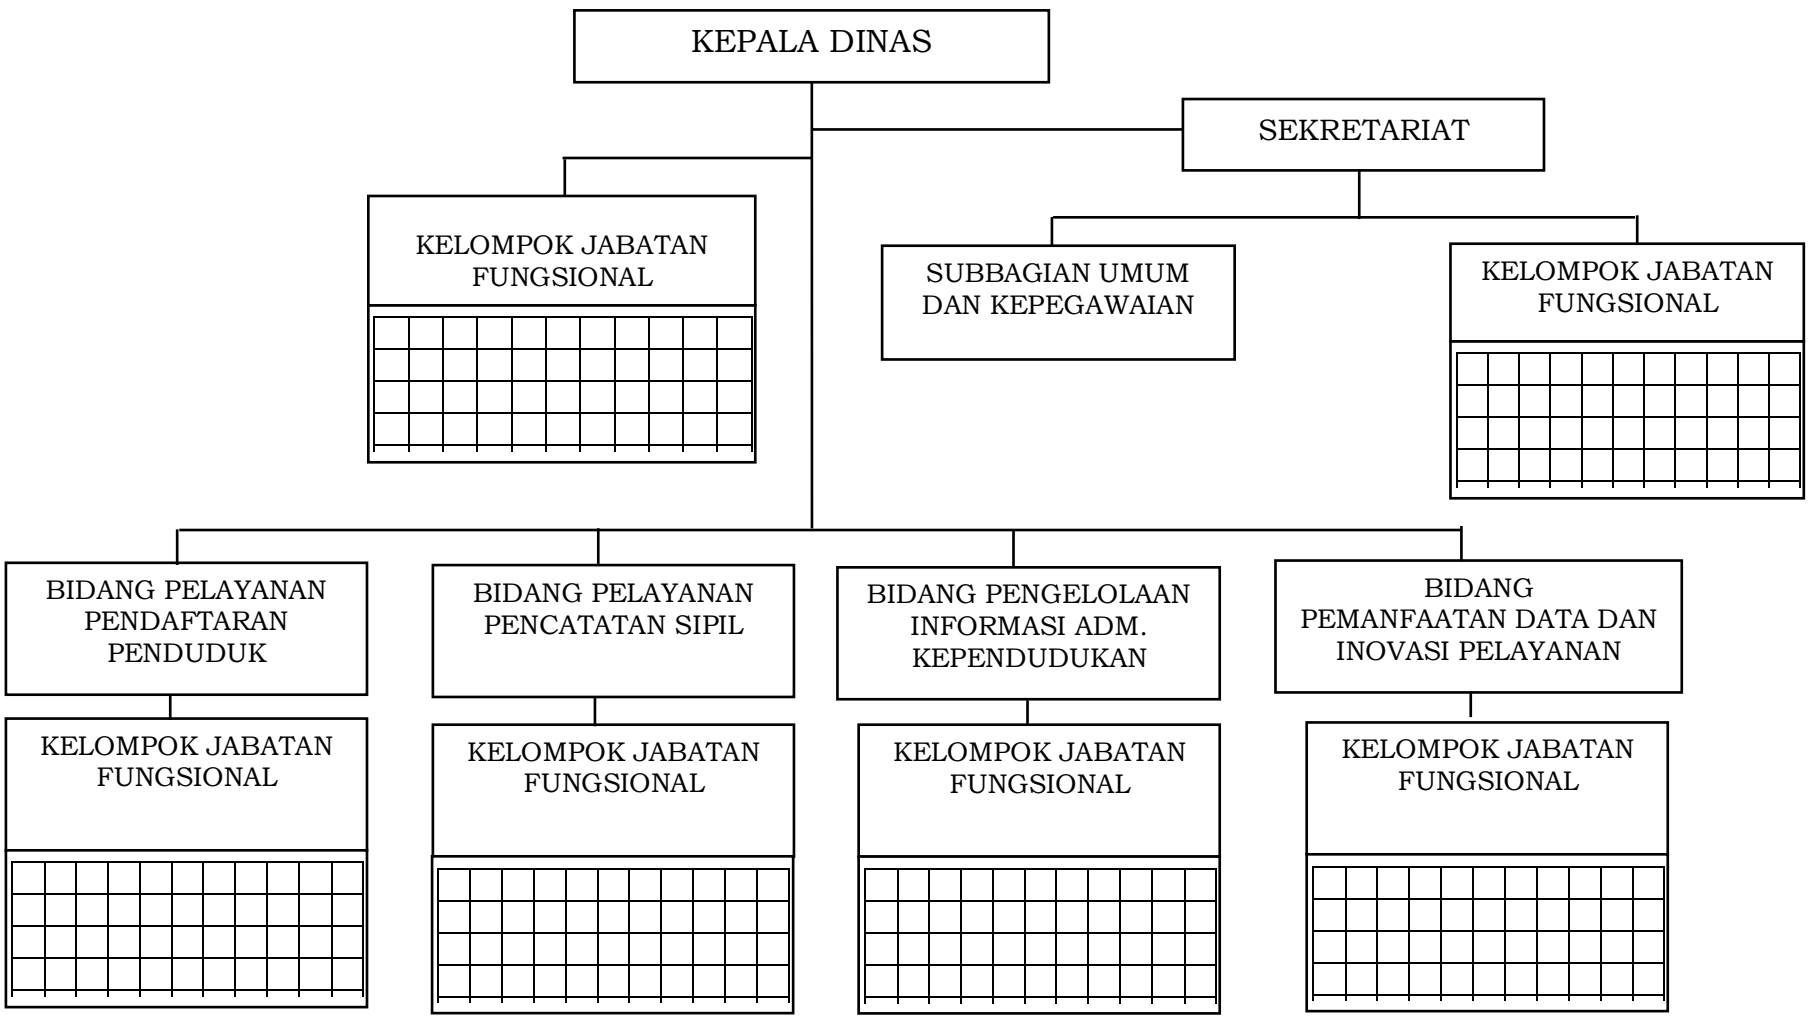 KEPALA DINAS
SEKRETARIAT
KELOMPOK JABATAN
FUNGSIONAL
SUBBAGIAN UMUM
DAN KEPEGAWAIAN
KELOMPOK JABATAN
FUNGSIONAL
BIDANG PELAYANAN
PENDAFTARAN
PENDUDUK
BIDANG PELAYANAN
PENCATATAN SIPIL
BIDANG PENGELOLAAN
INFORMASI ADM.
KEPENDUDUKAN
BIDANG
PEMANFAATAN DATA DAN
INOVASI PELAYANAN
KELOMPOK JABATAN
FUNGSIONAL
KELOMPOK JABATAN
FUNGSIONAL
KELOMPOK JABATAN
FUNGSIONAL
KELOMPOK JABATAN
FUNGSIONAL